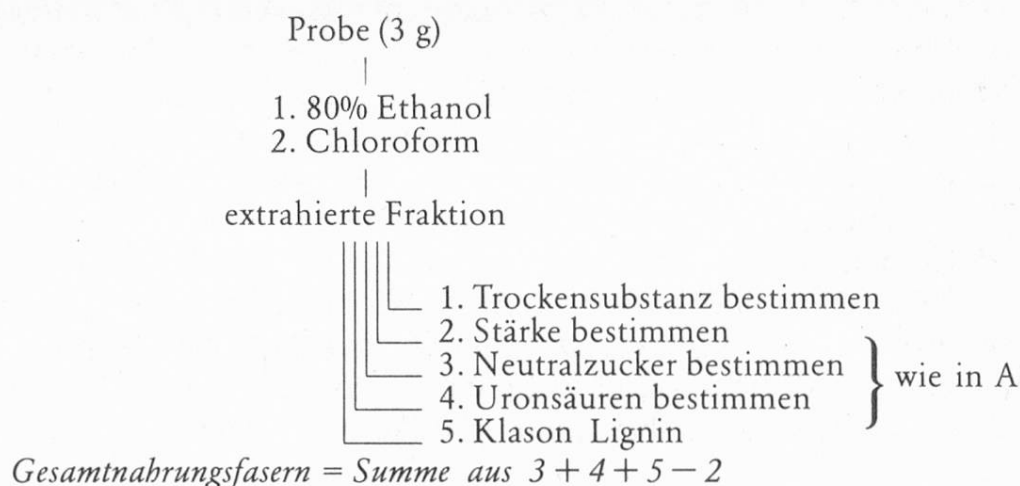 Probe (3 g)
1. 80% Ethanol
2. Chloroform
extrahierte Fraktion
1. Trockensubstanz bestimmen
2. Stärke bestimmen
3. Neutralzucker bestimmen
wie in A
4. Uronsäuren bestimmen
5. Klason Lignin
Gesamtnahrungsfasern = Summe aus 3 + 4 + 5 − 2